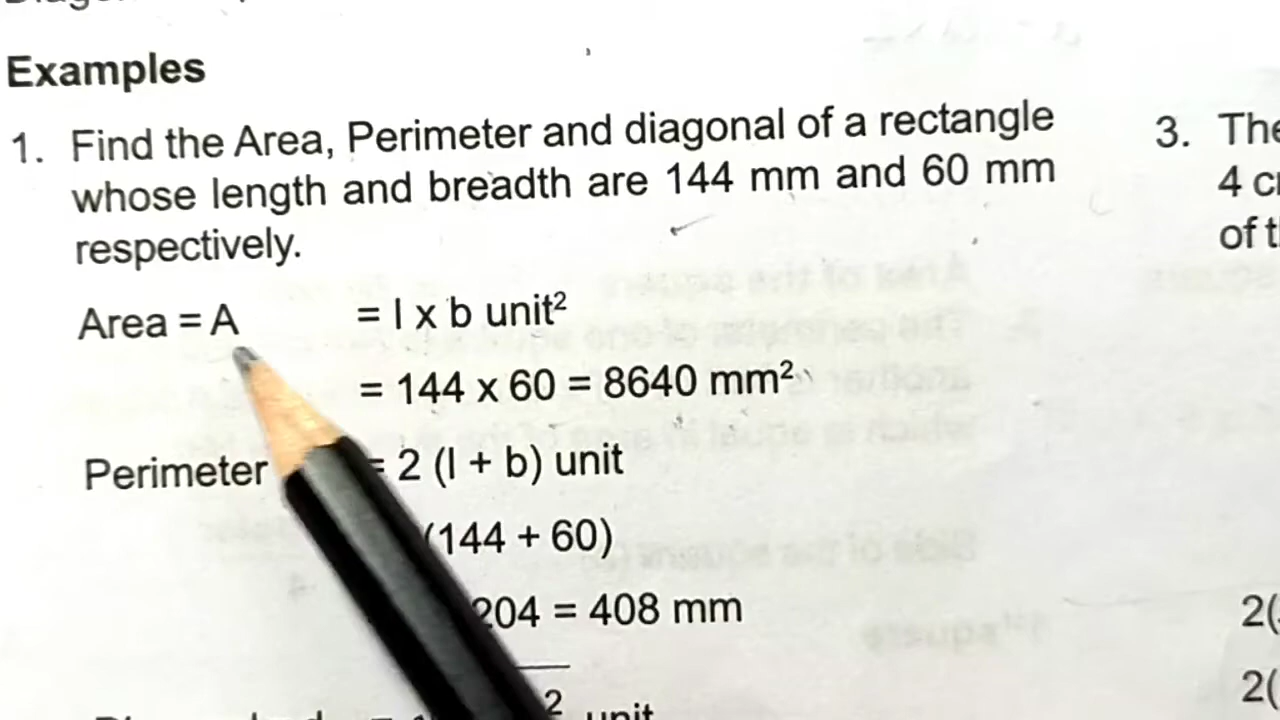 Examples
1. Find the Area, Perimeter and diagonal of a rectangle
whose length and breadth are 144 mm and 60 mm
respectively.
Area = A = l x b unit²
= 144 x 60 = 8640 mm²
Perimeter = 2 (l + b) unit
(144 + 60)
204 = 408 mm
2 unit
3. The
4 c
of t
2(
2(